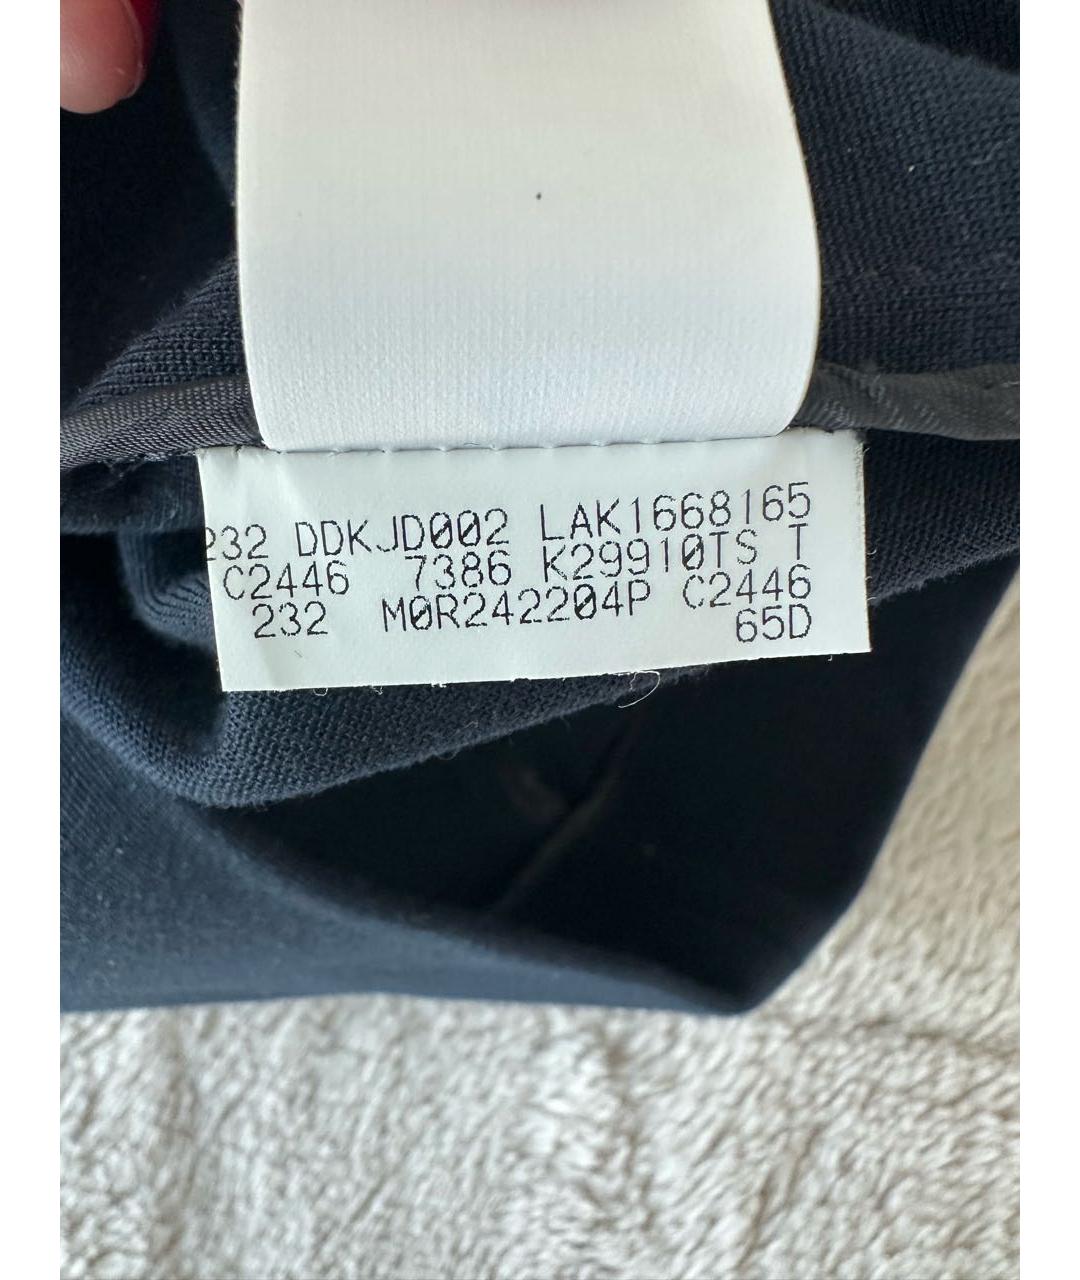 232 DDKJD002 LAK1668165
C2446 7386 K29910TS T
232 M0R242204P C2446
65D